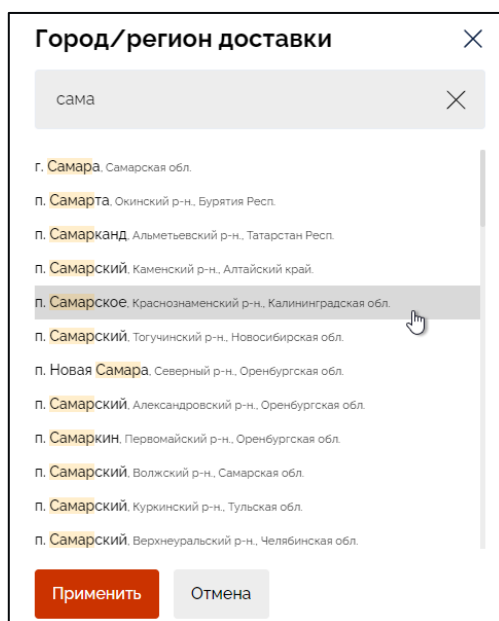 Город/регион доставки
сама
г. Самара, Самарская обл.
п. Самарта, Окинский р-н., Бурятия Респ.
п. Самарканд, Альметьевский р-н., Татарстан Респ.
п. Самарский, Каменский р-н., Алтайский край.
п. Самарское, Краснознаменский р-н., Калининградская обл.
п. Самарский, Тогучинский р-н., Новосибирская обл.
п. Новая Самара, Северный р-н., Оренбургская обл.
п. Самарский, Александровский р-н., Оренбургская обл.
п. Самаркин, Первомайский р-н., Оренбургская обл.
п. Самарский, Волжский р-н., Самарская обл.
п. Самарский, Куркинский р-н., Тульская обл.
п. Самарский, Верхнеуральский р-н., Челябинская обл.
Применить Отмена